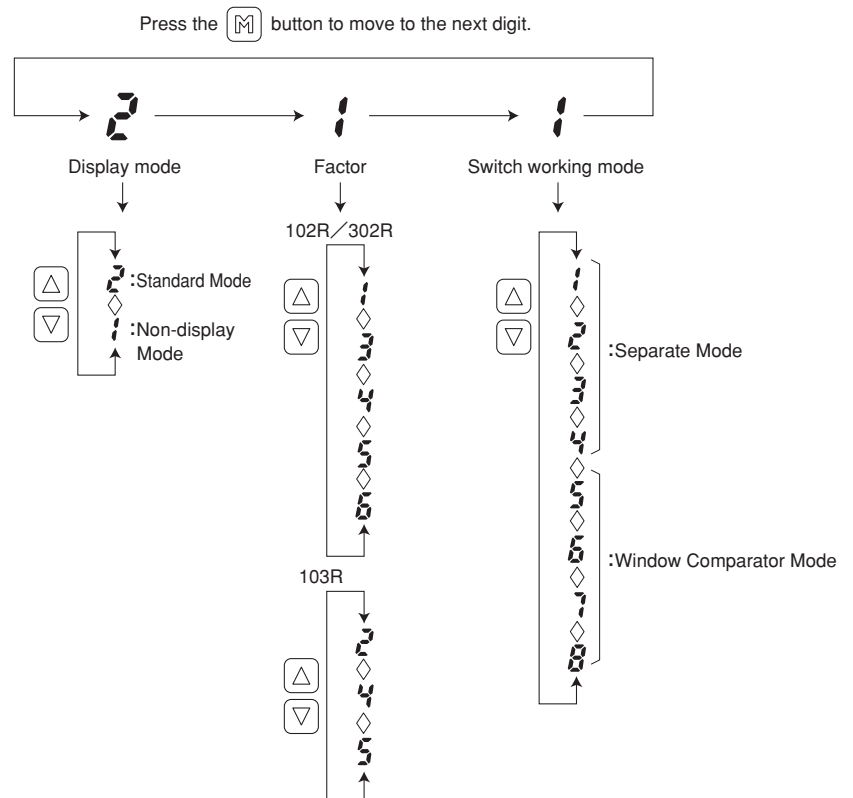 Press the M button to move to the next digit.
2 1 1
Display mode Factor Switch working mode
2 :Standard Mode
1 :Non-display
Mode
102R/302R
1
3
4
5
6
103R
2
4
5
1
2
3
4
:Separate Mode
5
6
7
8
:Window Comparator Mode